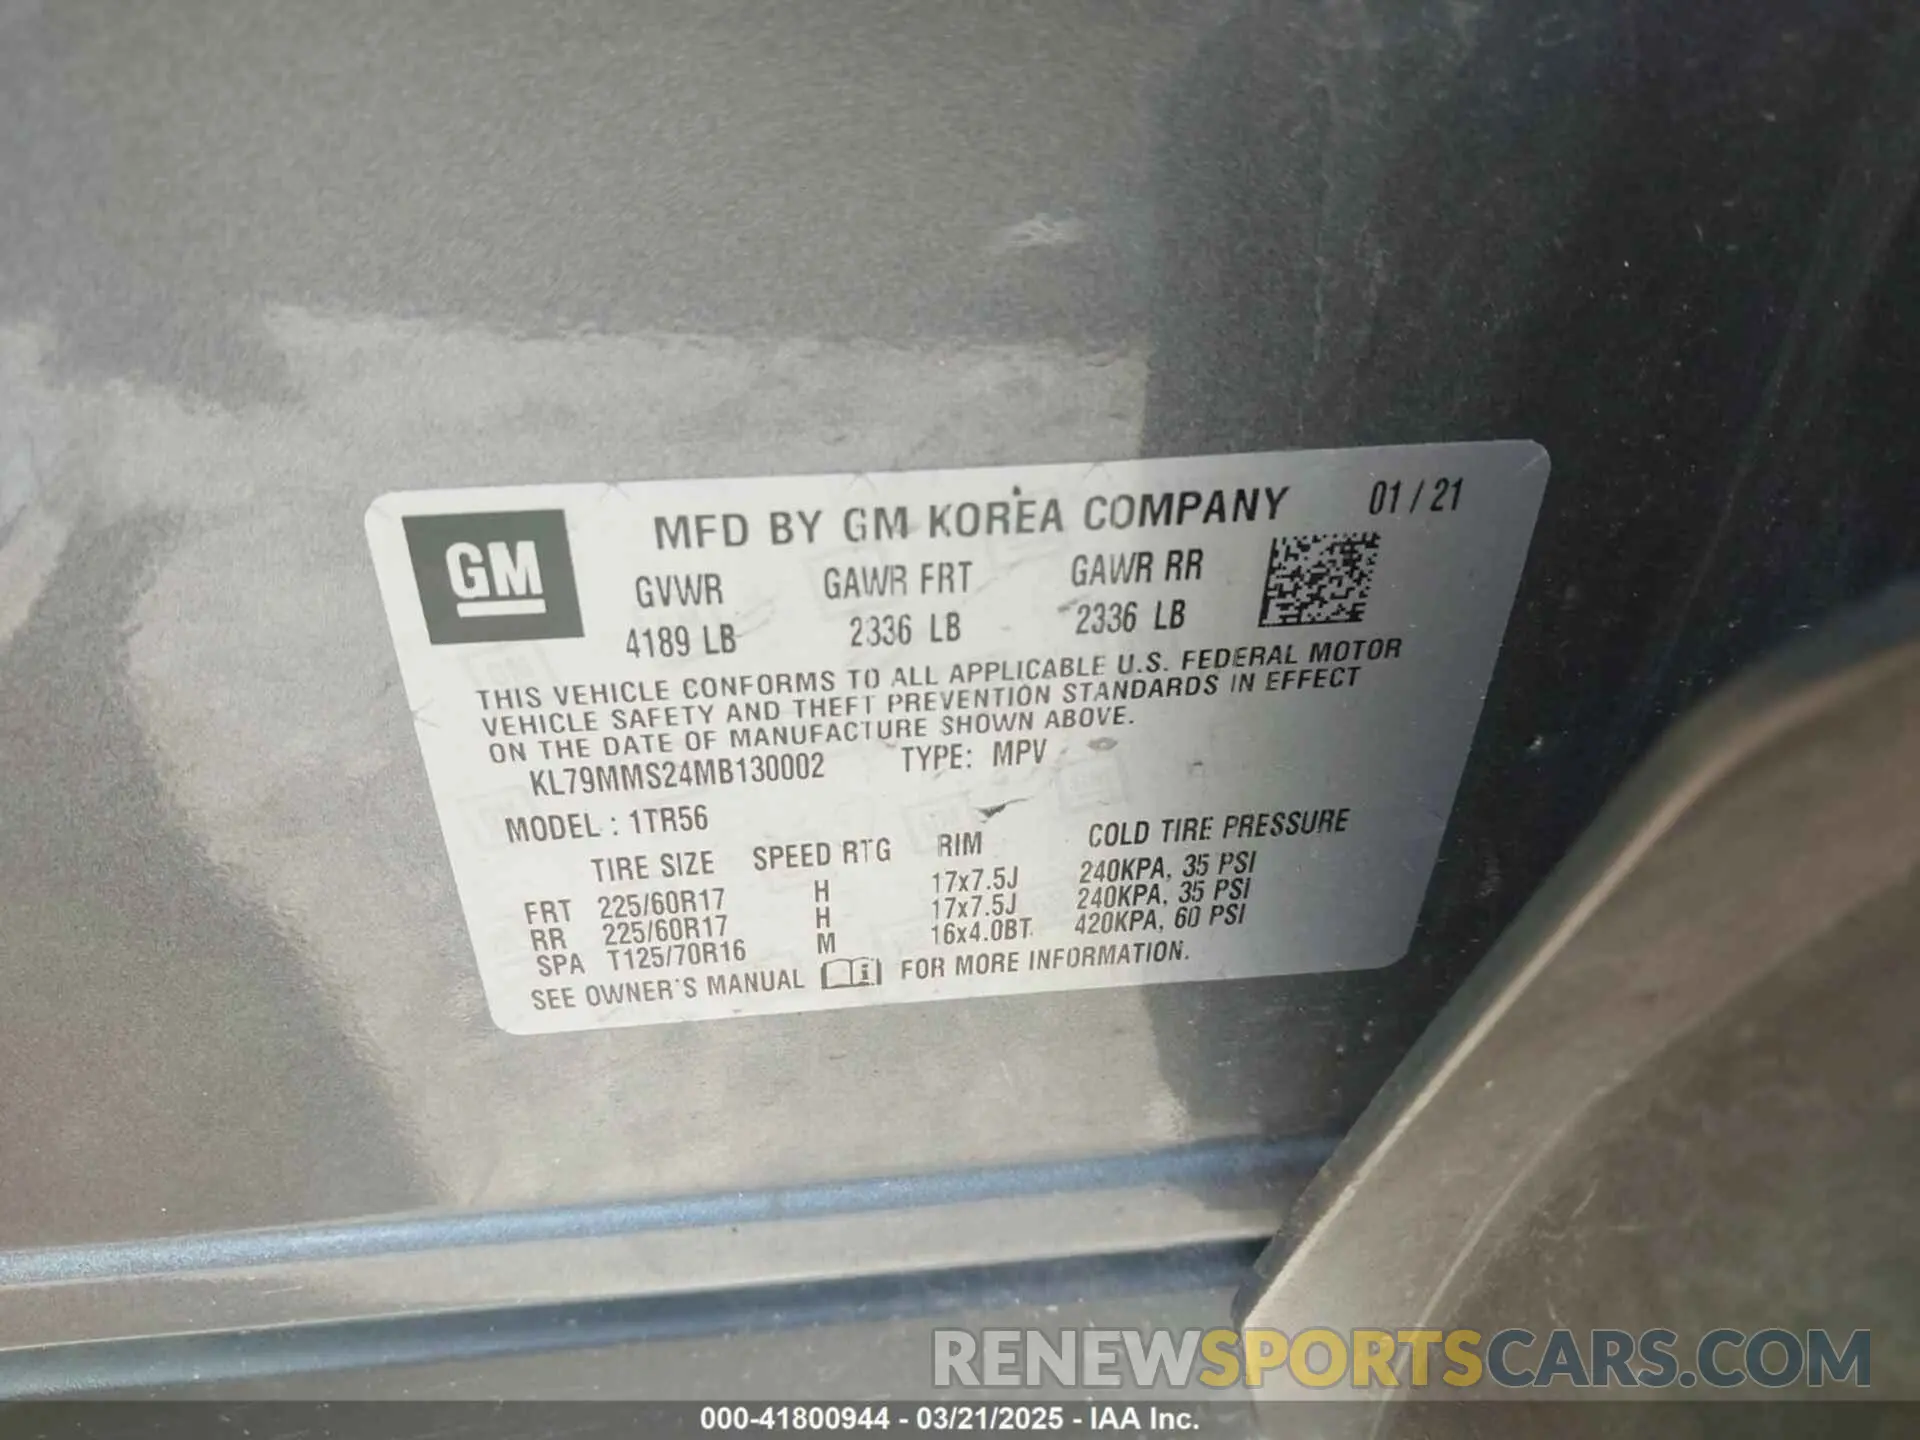 GM
MFD BY GM KOREA COMPANY 01 / 21
GVWR GAWR FRT GAWR RR
4189 LB 2336 LB 2336 LB
THIS VEHICLE CONFORMS TO ALL APPLICABLE U.S. FEDERAL MOTOR
VEHICLE SAFETY AND THEFT PREVENTION STANDARDS IN EFFECT
ON THE DATE OF MANUFACTURE SHOWN ABOVE.
KL79MMS24MB130002 TYPE: MPV
MODEL : 1TR56
TIRE SIZE SPEED RTG RIM COLD TIRE PRESSURE
FRT 225/60R17 H 17x7.5J 240KPA, 35 PSI
RR 225/60R17 H 17x7.5J 240KPA, 35 PSI
SPA T125/70R16 M 16x4.0BT 420KPA, 60 PSI
SEE OWNER'S MANUAL FOR MORE INFORMATION.
RENEWSPORTSCARS.COM
000-41800944 - 03/21/2025 - IAA Inc.